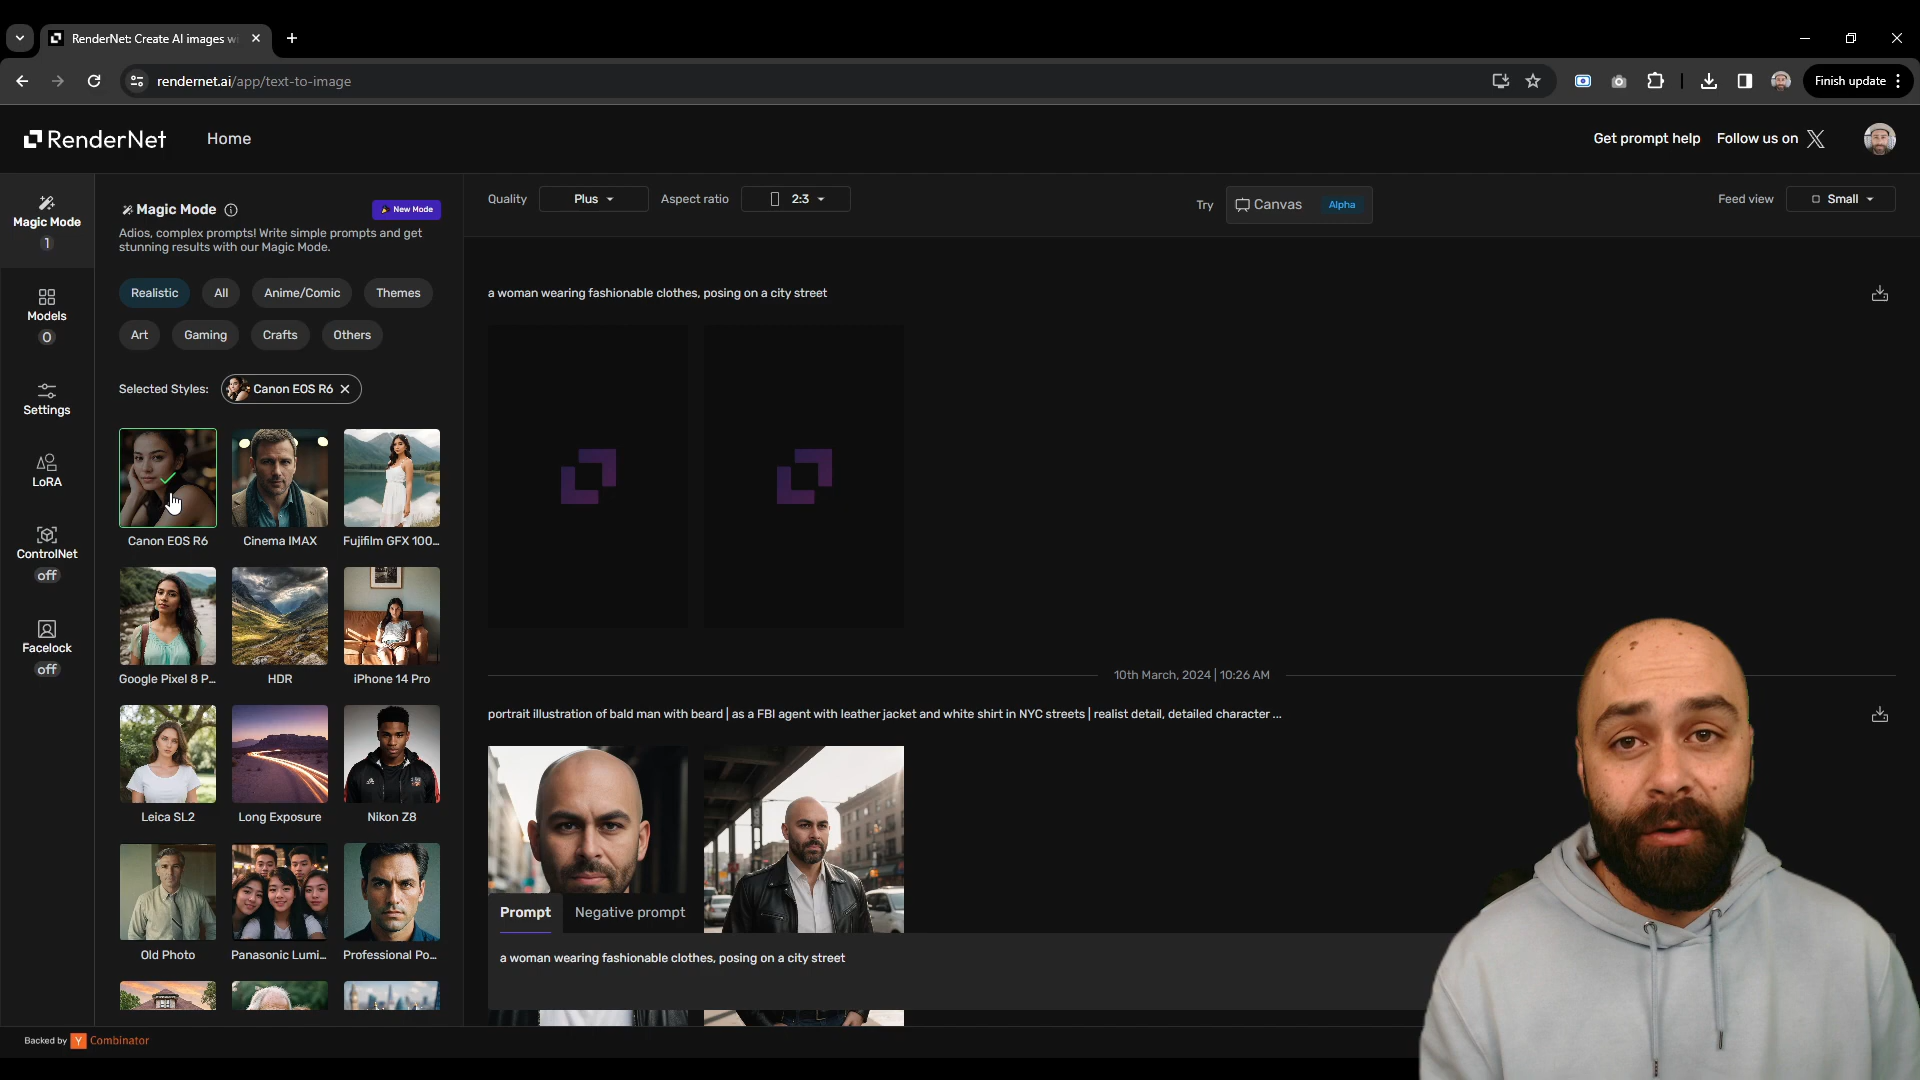 RenderNet: Create AI images w
rendernet.ai/app/text-to-image
Finish update
RenderNet
Home
Get prompt help
Follow us on X
Magic Mode
1
Models
0
Settings
LoRA
ControlNet
off
Facelock
off
Magic Mode
New Mode
Adios, complex prompts! Write simple prompts and get
stunning results with our Magic Mode.
Realistic
All
Anime/Comic
Themes
Art
Gaming
Crafts
Others
Selected Styles:
Canon EOS R6
Canon EOS R6
Cinema IMAX
Fujifilm GFX 100...
Google Pixel 8 P...
HDR
iPhone 14 Pro
Leica SL2
Long Exposure
Nikon Z8
Old Photo
Panasonic Lumi...
Professional Po...
Quality
Plus
Aspect ratio
2:3
Try
Canvas
Alpha
Feed view
Small
a woman wearing fashionable clothes, posing on a city street
10th March, 2024 | 10:26 AM
portrait illustration of bald man with beard | as a FBI agent with leather jacket and white shirt in NYC streets | realist detail, detailed character ...
Prompt
Negative prompt
a woman wearing fashionable clothes, posing on a city street
Backed by Y Combinator